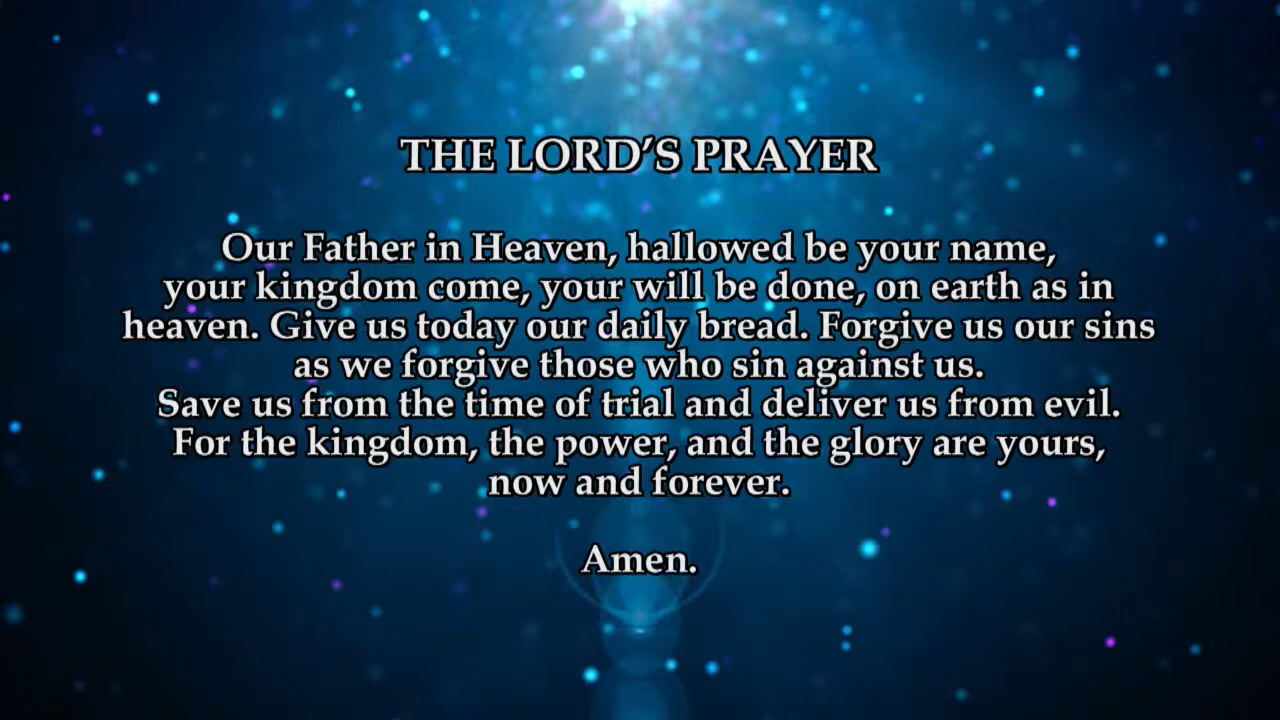 THE LORD’S PRAYER
Our Father in Heaven, hallowed be your name,
your kingdom come, your will be done, on earth as in
heaven. Give us today our daily bread. Forgive us our sins
as we forgive those who sin against us.
Save us from the time of trial and deliver us from evil.
For the kingdom, the power, and the glory are yours,
now and forever.
Amen.